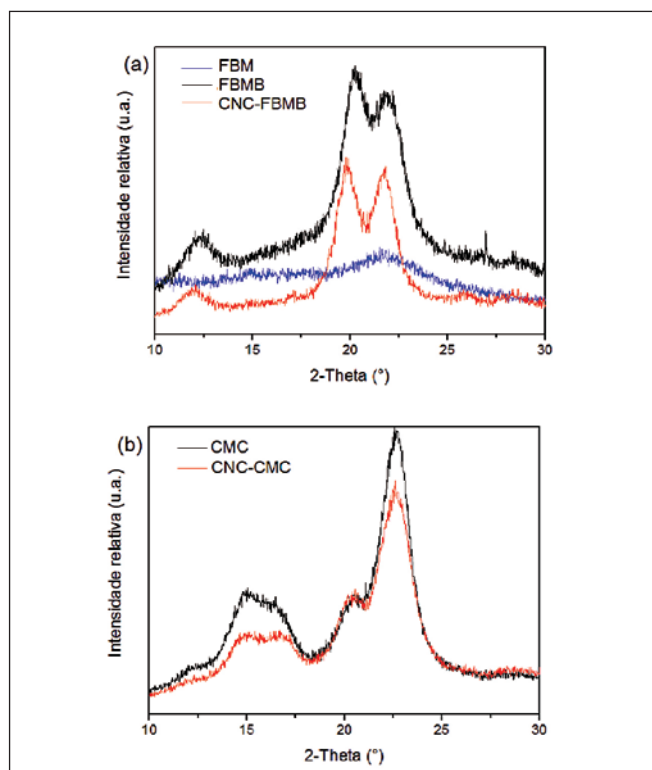 (a)
FBM
FBMB
CNC-FBMB
Intensidade relativa (u.a.)
10 15 20 25 30
2-Theta (°)
(b)
CMC
CNC-CMC
Intensidade relativa (u.a.)
10 15 20 25 30
2-Theta (°)